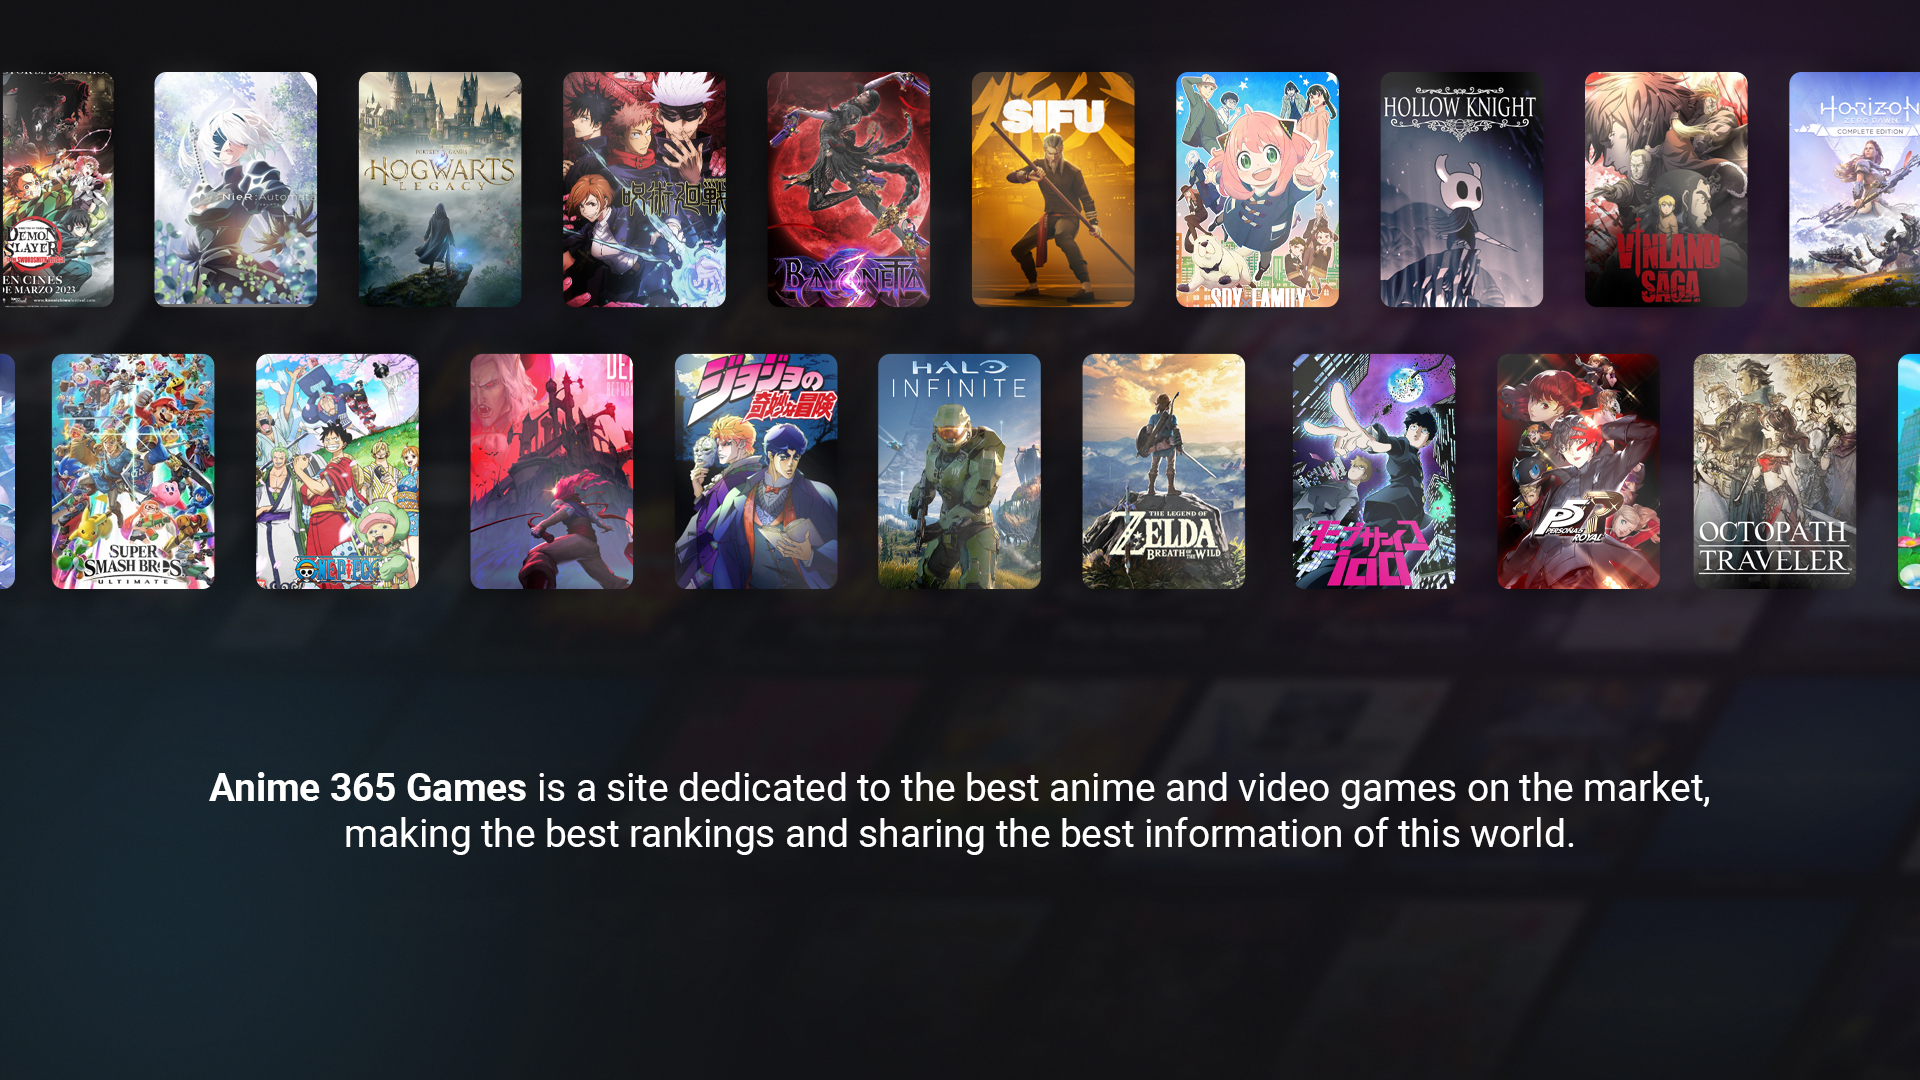 DEMON
SLAYER
EN CINES
DE MARZO 2023
NieR:Automata
HOGWARTS
LEGACY
呪術廻戦
BAYONETTA
SIFU
SPY FAMILY
HOLLOW KNIGHT
VINLAND
SAGA
HORIZON
ZERO DAWN
COMPLETE EDITION
SUPER
SMASH BROS
ULTIMATE
ONE PIECE
ジョジョの
奇妙な冒険
HALO
INFINITE
THE LEGEND OF
ZELDA
BREATH OF THE WILD
モブサイコ
100
P5R
PERSONA5
ROYAL
OCTOPATH
TRAVELER
Anime 365 Games is a site dedicated to the best anime and video games on the market,
making the best rankings and sharing the best information of this world.